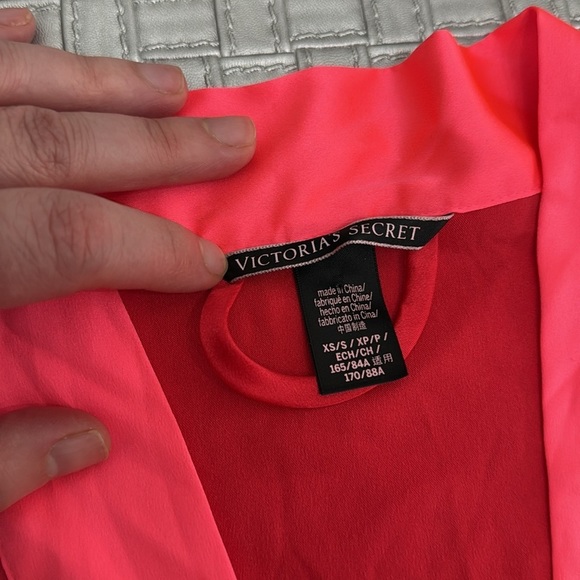 VICTORIA'S SECRET
made in China/
fabriqué en Chine/
hecho en China/
fabbricato in Cina/
中国制造
XS/S / XP/P /
ECH/CH /
165/84A 适用
170/88A